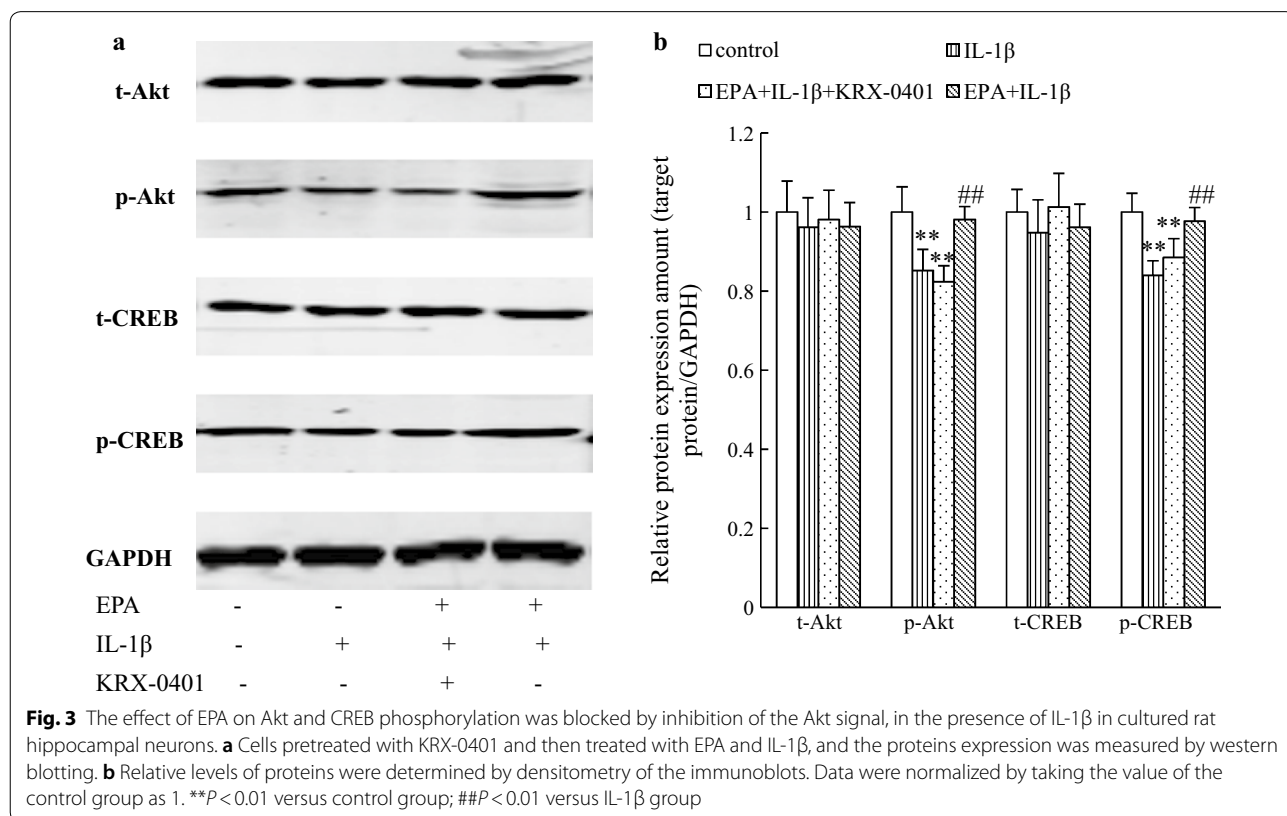 a
t-Akt
p-Akt
t-CREB
p-CREB
GAPDH
EPA - - + +
IL-1β - + + +
KRX-0401 - - + -
b
control IL-1β
EPA+IL-1β+KRX-0401 EPA+IL-1β
Relative protein expression amount (target
protein/GAPDH)
1.2
1
0.8
0.6
0.4
0.2
0
** ** ##
** ** ##
t-Akt p-Akt t-CREB p-CREB
Fig. 3 The effect of EPA on Akt and CREB phosphorylation was blocked by inhibition of the Akt signal, in the presence of IL-1β in cultured rat
hippocampal neurons. a Cells pretreated with KRX-0401 and then treated with EPA and IL-1β, and the proteins expression was measured by western
blotting. b Relative levels of proteins were determined by densitometry of the immunoblots. Data were normalized by taking the value of the
control group as 1. **P < 0.01 versus control group; ##P < 0.01 versus IL-1β group